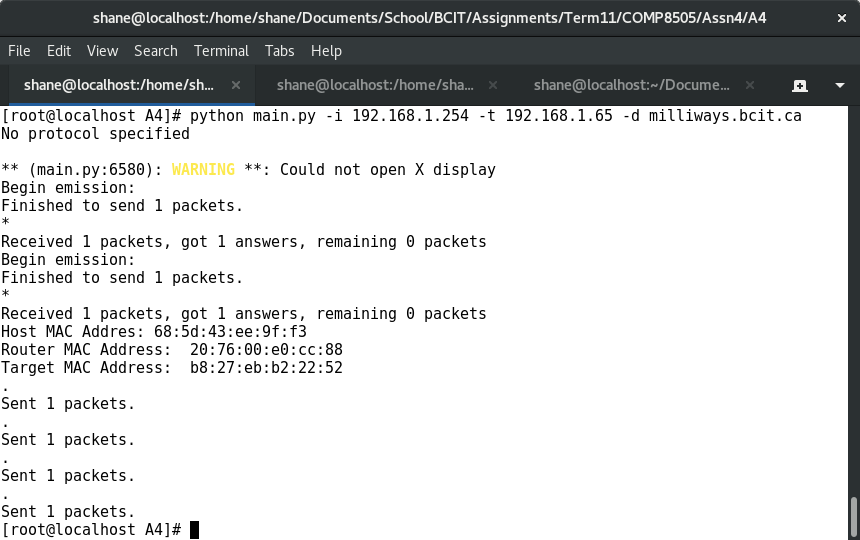 shane@localhost:/home/shane/Documents/School/BCIT/Assignments/Term11/COMP8505/Assn4/A4
File Edit View Search Terminal Tabs Help
shane@localhost:/home/sh... shane@localhost:/home/sha... shane@localhost:~/Docume...
[root@localhost A4]# python main.py -i 192.168.1.254 -t 192.168.1.65 -d milliways.bcit.ca
No protocol specified
** (main.py:6580): WARNING **: Could not open X display
Begin emission:
Finished to send 1 packets.
*
Received 1 packets, got 1 answers, remaining 0 packets
Begin emission:
Finished to send 1 packets.
*
Received 1 packets, got 1 answers, remaining 0 packets
Host MAC Addres: 68:5d:43:ee:9f:f3
Router MAC Address:  20:76:00:e0:cc:88
Target MAC Address:  b8:27:eb:b2:22:52
.
Sent 1 packets.
.
Sent 1 packets.
.
Sent 1 packets.
.
Sent 1 packets.
[root@localhost A4]#